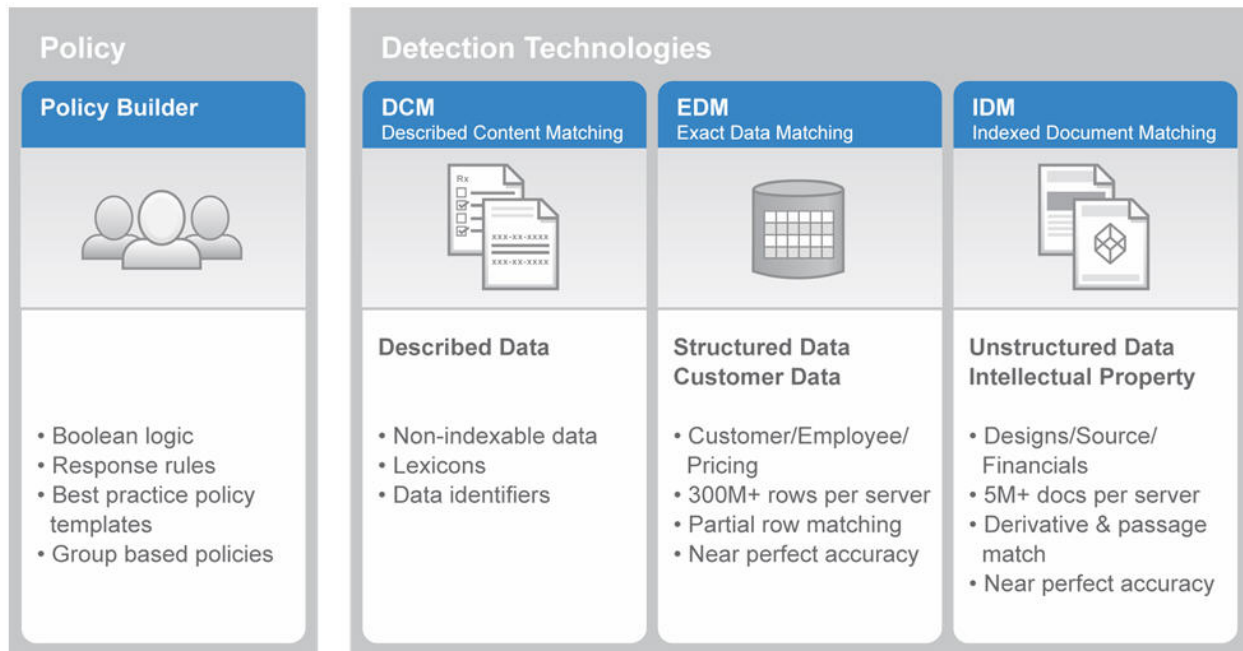 Policy
Policy Builder
• Boolean logic
• Response rules
• Best practice policy
templates
• Group based policies
Detection Technologies
DCM
Described Content Matching
Rx
xxx-xx-xxxx
xxx-xx-xxxx
Described Data
• Non-indexable data
• Lexicons
• Data identifiers
EDM
Exact Data Matching
Structured Data
Customer Data
• Customer/Employee/
Pricing
• 300M+ rows per server
• Partial row matching
• Near perfect accuracy
IDM
Indexed Document Matching
Unstructured Data
Intellectual Property
• Designs/Source/
Financials
• 5M+ docs per server
• Derivative & passage
match
• Near perfect accuracy